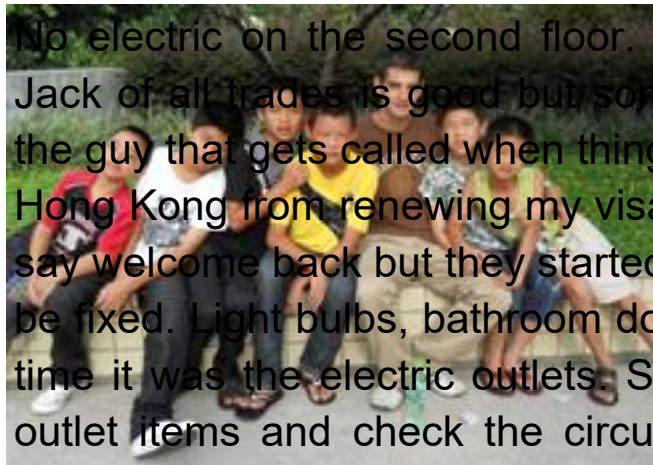 No electric on the second floor.
Jack of all trades is good but
the guy that gets called when
Hong Kong from renewing my
say welcome back but they started
be fixed. Light bulbs, bathroom
time it was the electric outlets.
outlet items and check the